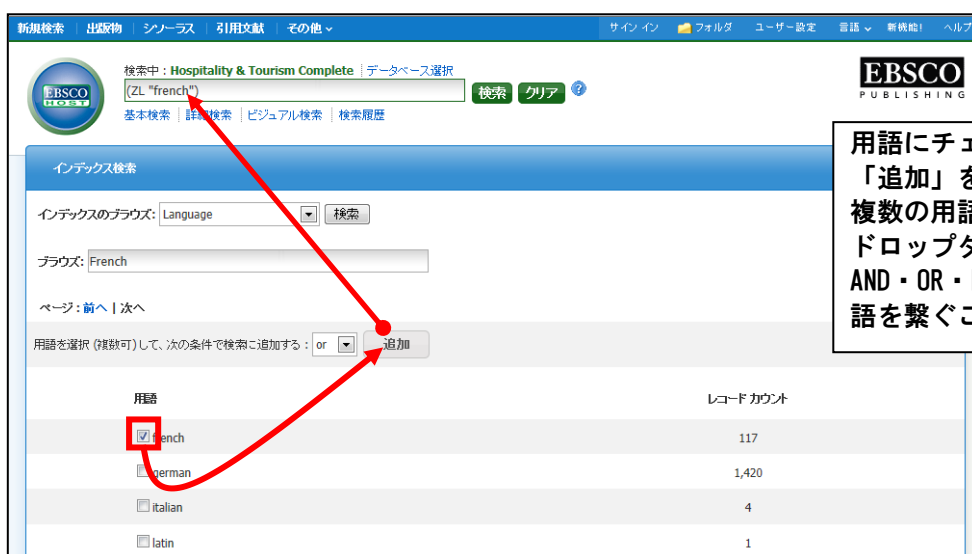 新規検索 出版物 シソーラス 引用文献 その他 サインイン フォルダ ユーザー設定 言語 新機能! ヘルプ
検索中 : Hospitality & Tourism Complete データベース選択
EBSCO HOST
(ZL "french") 検索 クリア ?
基本検索 詳細検索 ビジュアル検索 検索履歴
EBSCO
PUBLISHING
用語にチェ
「追加」を
複数の用語
ドロップダ
AND・OR・
語を繋ぐこ
インデックス検索
インデックスのブラウズ: Language 検索
ブラウズ: French
ページ : 前へ | 次へ
用語を選択 (複数可) して、次の条件で検索に追加する : or 追加
用語 レコード カウント
french 117
german 1,420
italian 4
latin 1